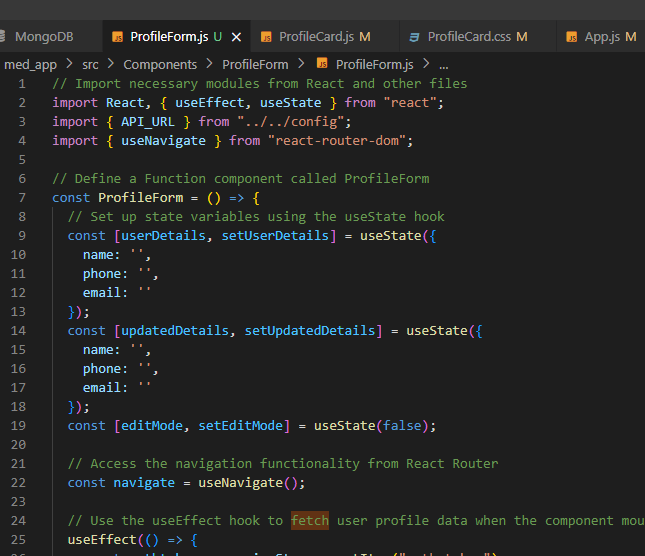 MongoDB
JS ProfileForm.js U ×
JS ProfileCard.js M
ProfileCard.css M
JS App.js M
med_app > src > Components > ProfileForm > JS ProfileForm.js > ...
1 // Import necessary modules from React and other files
2 import React, { useEffect, useState } from "react";
3 import { API_URL } from "../../config";
4 import { useNavigate } from "react-router-dom";
5
6 // Define a Function component called ProfileForm
7 const ProfileForm = () => {
8 // Set up state variables using the useState hook
9 const [userDetails, setUserDetails] = useState({
10 name: '',
11 phone: '',
12 email: ''
13 });
14 const [updatedDetails, setUpdatedDetails] = useState({
15 name: '',
16 phone: '',
17 email: ''
18 });
19 const [editMode, setEditMode] = useState(false);
20
21 // Access the navigation functionality from React Router
22 const navigate = useNavigate();
23
24 // Use the useEffect hook to fetch user profile data when the component mou
25 useEffect(() => {